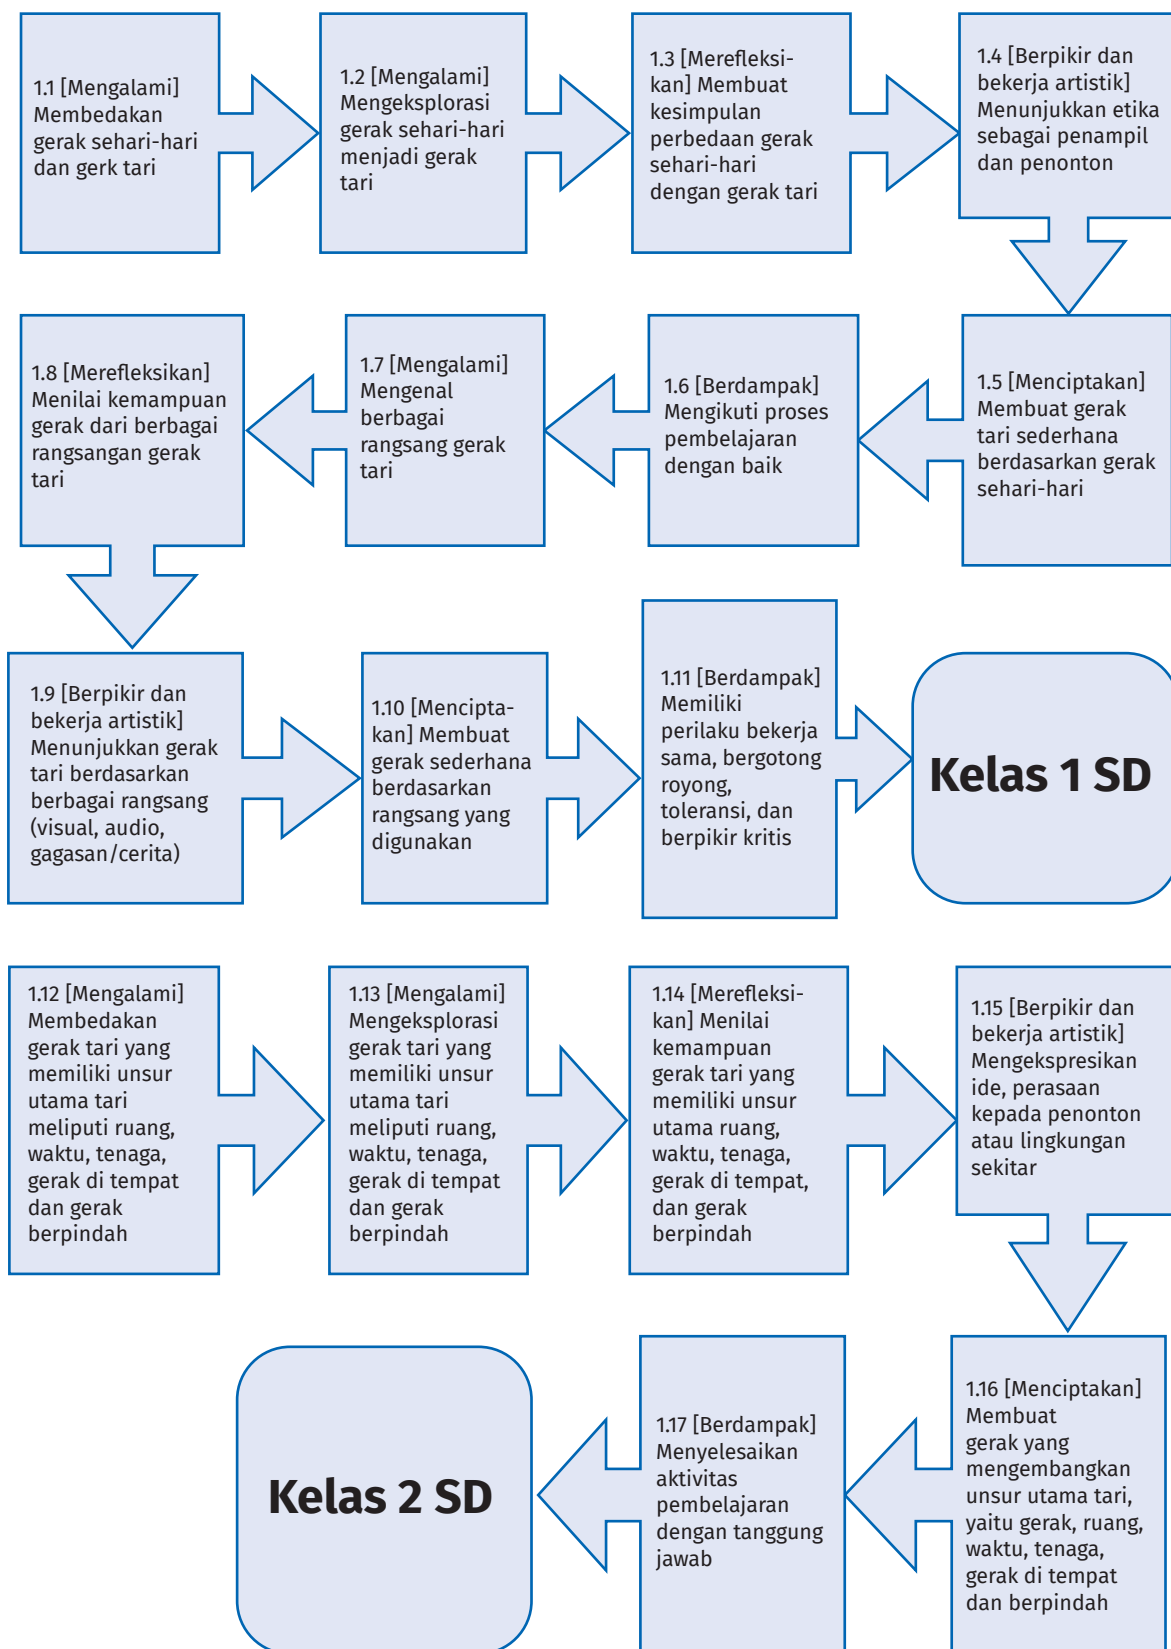 1.1 [Mengalami]
Membedakan
gerak sehari-hari
dan gerk tari
1.2 [Mengalami]
Mengeksplorasi
gerak sehari-hari
menjadi gerak
tari
1.3 [Merefleksi-
kan] Membuat
kesimpulan
perbedaan gerak
sehari-hari
dengan gerak tari
1.4 [Berpikir dan
bekerja artistik]
Menunjukkan etika
sebagai penampil
dan penonton
1.5 [Menciptakan]
Membuat gerak
tari sederhana
berdasarkan gerak
sehari-hari
1.6 [Berdampak]
Mengikuti proses
pembelajaran
dengan baik
1.7 [Mengalami]
Mengenal
berbagai
rangsang gerak
tari
1.8 [Merefleksikan]
Menilai kemampuan
gerak dari berbagai
rangsangan gerak
tari
1.9 [Berpikir dan
bekerja artistik]
Menunjukkan gerak
tari berdasarkan
berbagai rangsang
(visual, audio,
gagasan/cerita)
1.10 [Mencipta-
kan] Membuat
gerak sederhana
berdasarkan
rangsang yang
digunakan
1.11 [Berdampak]
Memiliki
perilaku bekerja
sama, bergotong
royong,
toleransi, dan
berpikir kritis
Kelas 1 SD
1.12 [Mengalami]
Membedakan
gerak tari yang
memiliki unsur
utama tari
meliputi ruang,
waktu, tenaga,
gerak di tempat
dan gerak
berpindah
1.13 [Mengalami]
Mengeksplorasi
gerak tari yang
memiliki unsur
utama tari
meliputi ruang,
waktu, tenaga,
gerak di tempat
dan gerak
berpindah
1.14 [Merefleksi-
kan] Menilai
kemampuan
gerak tari yang
memiliki unsur
utama ruang,
waktu, tenaga,
gerak di tempat,
dan gerak
berpindah
1.15 [Berpikir dan
bekerja artistik]
Mengekspresikan
ide, perasaan
kepada penonton
atau lingkungan
sekitar
1.16 [Menciptakan]
Membuat
gerak yang
mengembangkan
unsur utama tari,
yaitu gerak, ruang,
waktu, tenaga,
gerak di tempat
dan berpindah
1.17 [Berdampak]
Menyelesaikan
aktivitas
pembelajaran
dengan tanggung
jawab
Kelas 2 SD